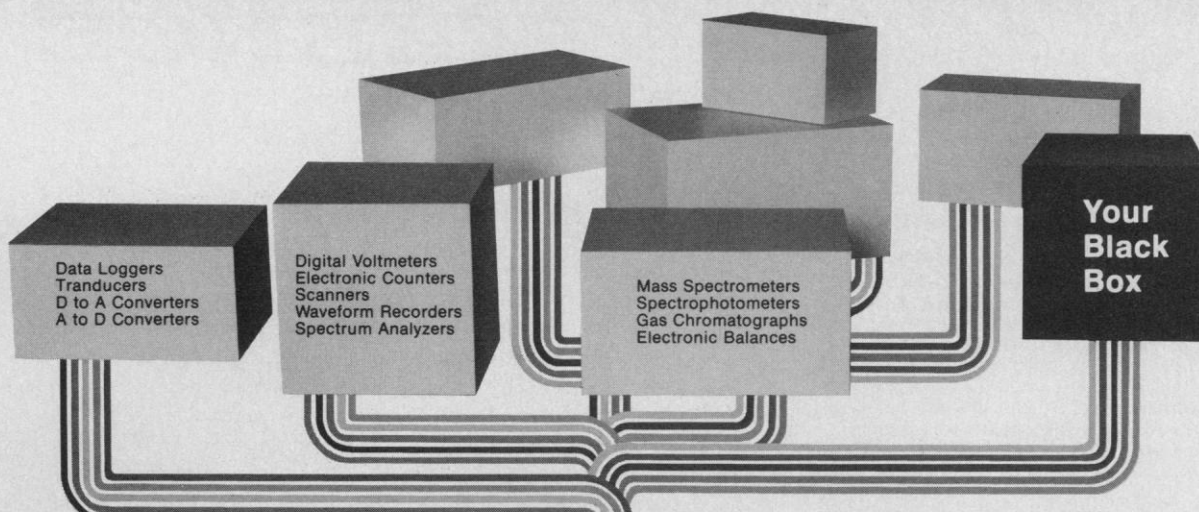 Data Loggers
Tranducers
D to A Converters
A to D Converters
Digital Voltmeters
Electronic Counters
Scanners
Waveform Recorders
Spectrum Analyzers
Mass Spectrometers
Spectrophotometers
Gas Chromatographs
Electronic Balances
Your
Black
Box